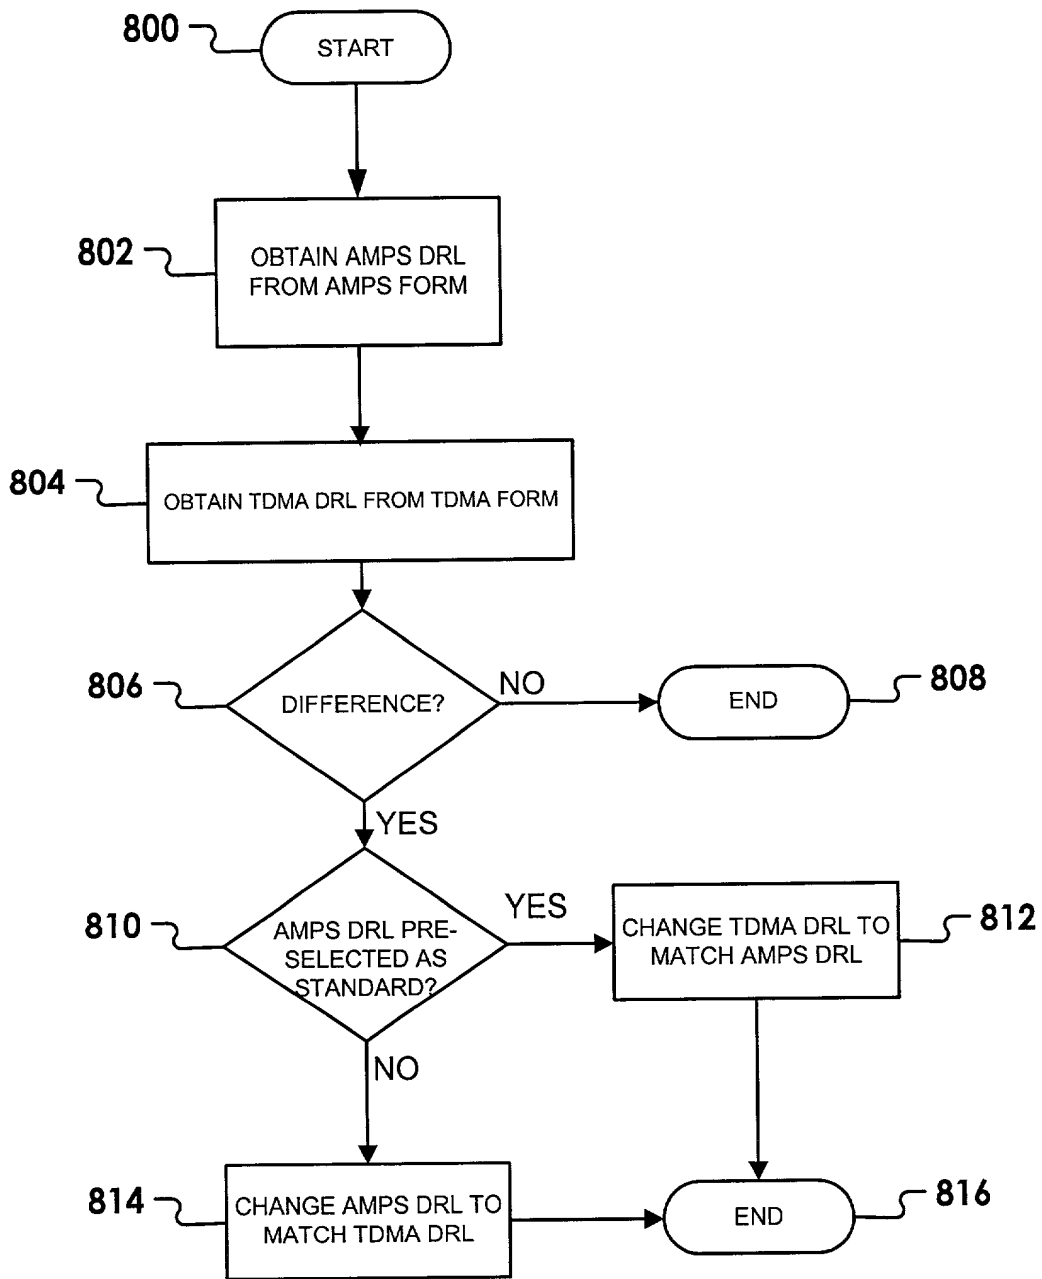 800
START
802
OBTAIN AMPS DRL
FROM AMPS FORM
804
OBTAIN TDMA DRL FROM TDMA FORM
806
DIFFERENCE?
NO
END
808
YES
810
AMPS DRL PRE-
SELECTED AS
STANDARD?
YES
CHANGE TDMA DRL TO
MATCH AMPS DRL
812
NO
814
CHANGE AMPS DRL TO
MATCH TDMA DRL
END
816